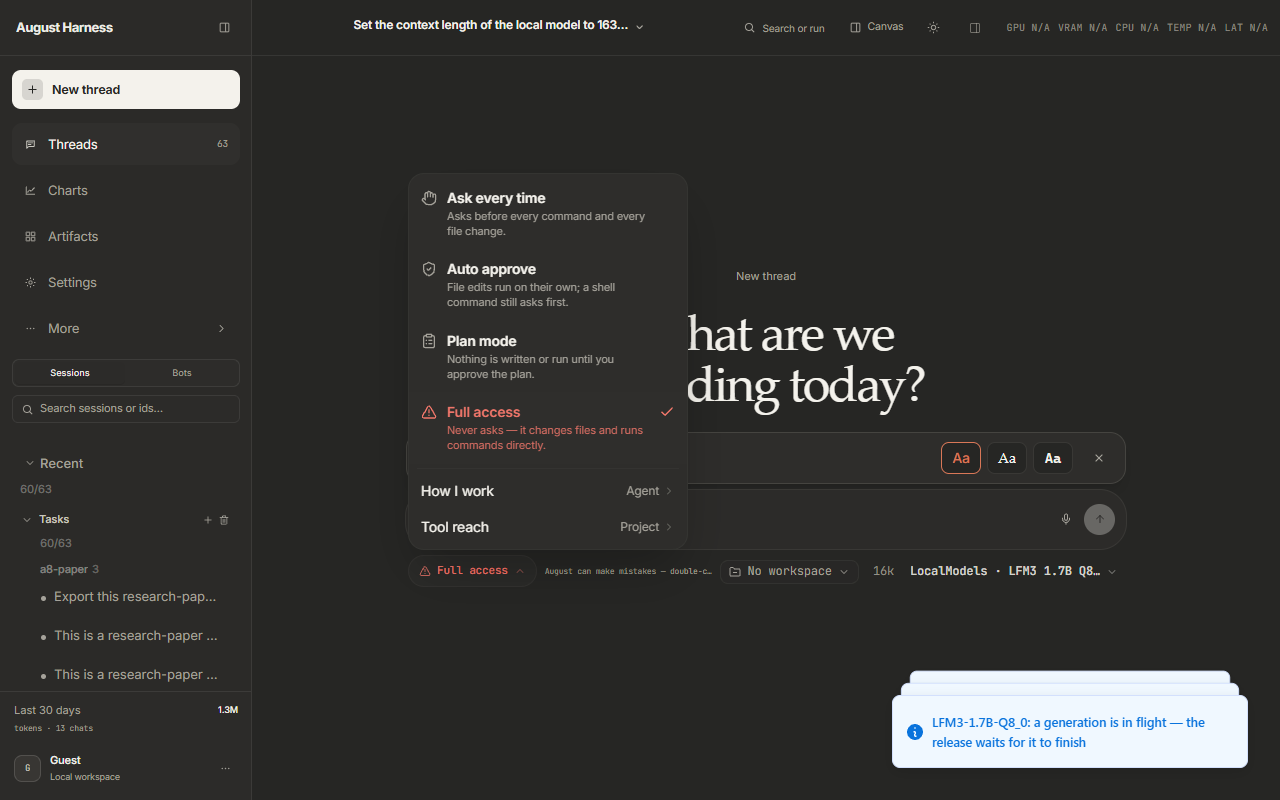 August Harness
Set the context length of the local model to 163...
Search or run
Canvas
GPU N/A VRAM N/A CPU N/A TEMP N/A LAT N/A
New thread
Threads 63
Charts
Artifacts
Settings
More
Sessions Bots
Search sessions or ids...
Recent
60/63
Tasks
60/63
a8-paper 3
Export this research-pap...
This is a research-paper ...
This is a research-paper ...
Last 30 days 1.3M
tokens · 13 chats
G
Guest
Local workspace
Ask every time
Asks before every command and every
file change.
Auto approve
File edits run on their own; a shell
command still asks first.
Plan mode
Nothing is written or run until you
approve the plan.
Full access
Never asks — it changes files and runs
commands directly.
How I work Agent
Tool reach Project
New thread
hat are we
ding today?
Aa Aa Aa
Full access
August can make mistakes — double-c...
No workspace
16k
LocalModels · LFM3 1.7B Q8...
LFM3-1.7B-Q8_0: a generation is in flight — the
release waits for it to finish